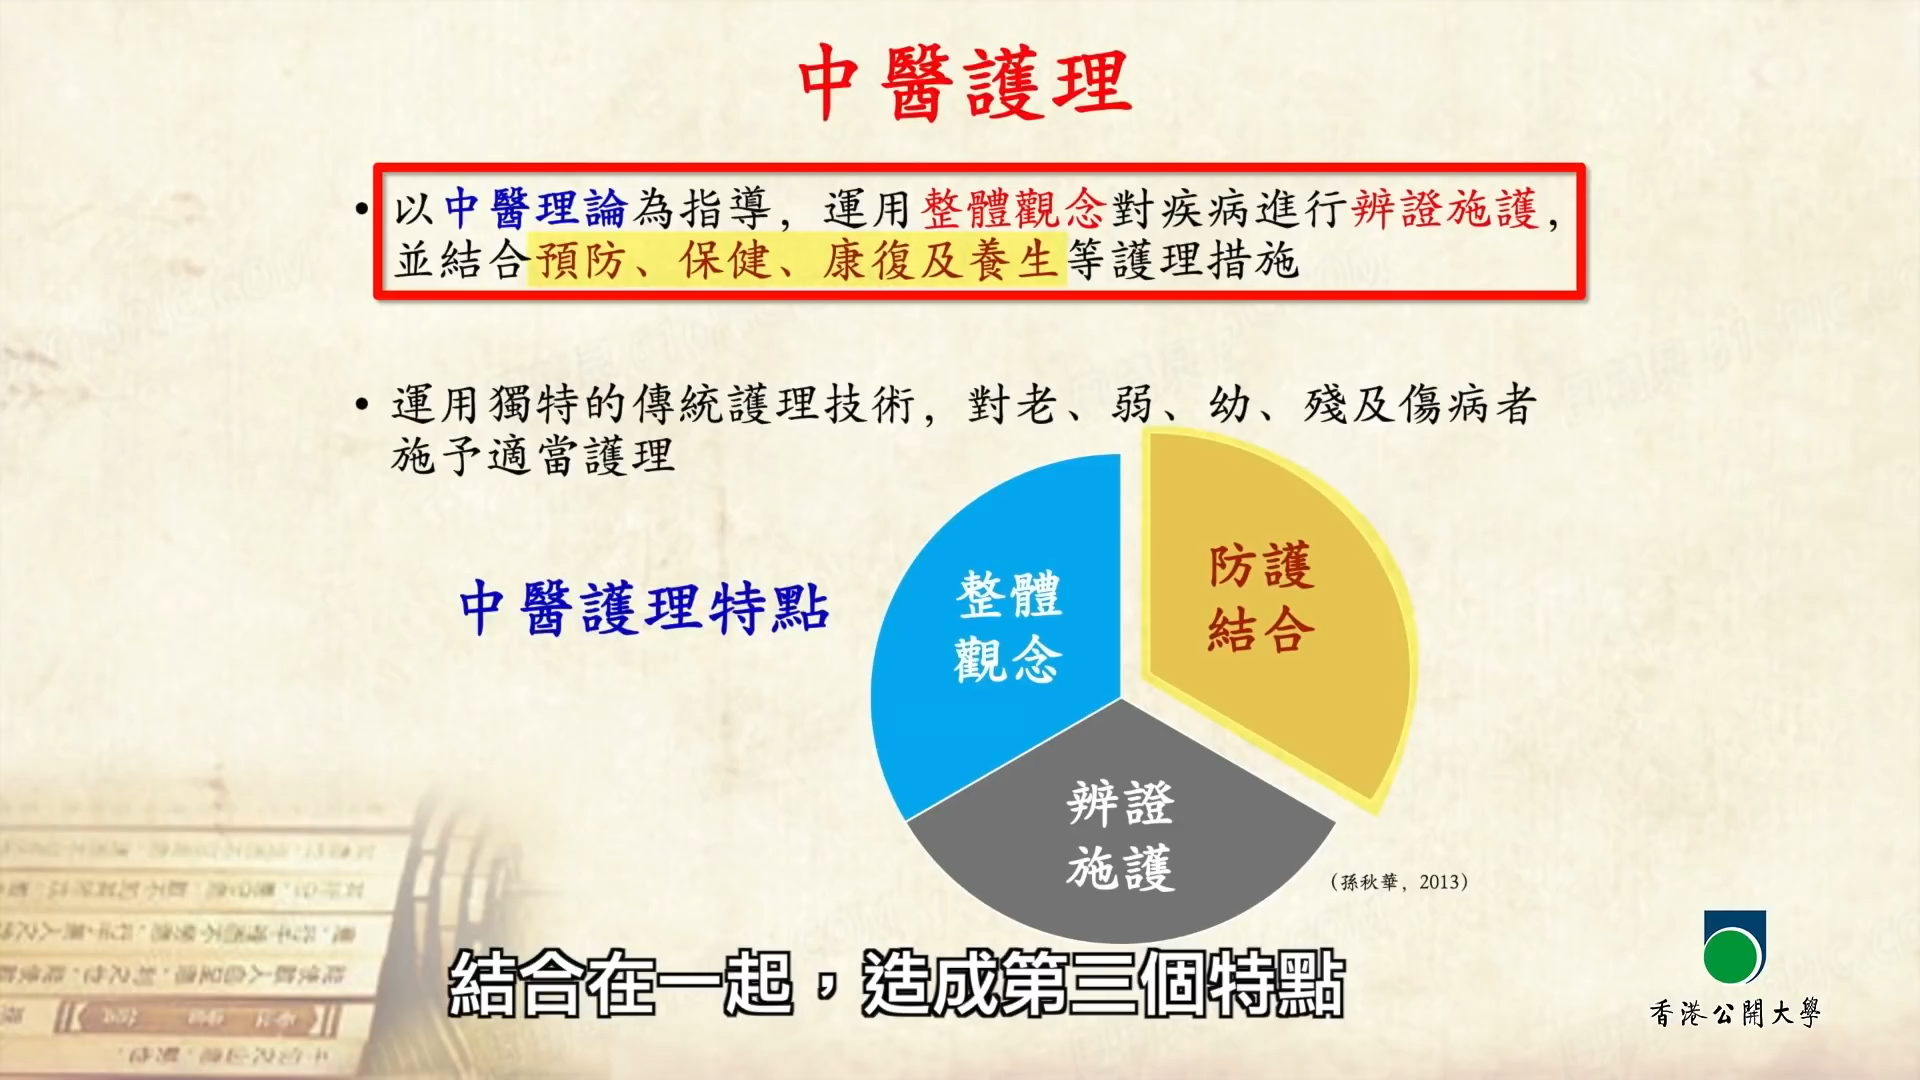 中醫護理
• 以中醫理論為指導，運用整體觀念對疾病進行辨證施護，
並結合預防、保健、康復及養生等護理措施
• 運用獨特的傳統護理技術，對老、弱、幼、殘及傷病者
施予適當護理
中醫護理特點
整體
觀念
防護
結合
辨證
施護
（孫秋華，2013）
結合在一起，造成第三個特點
香港公開大學